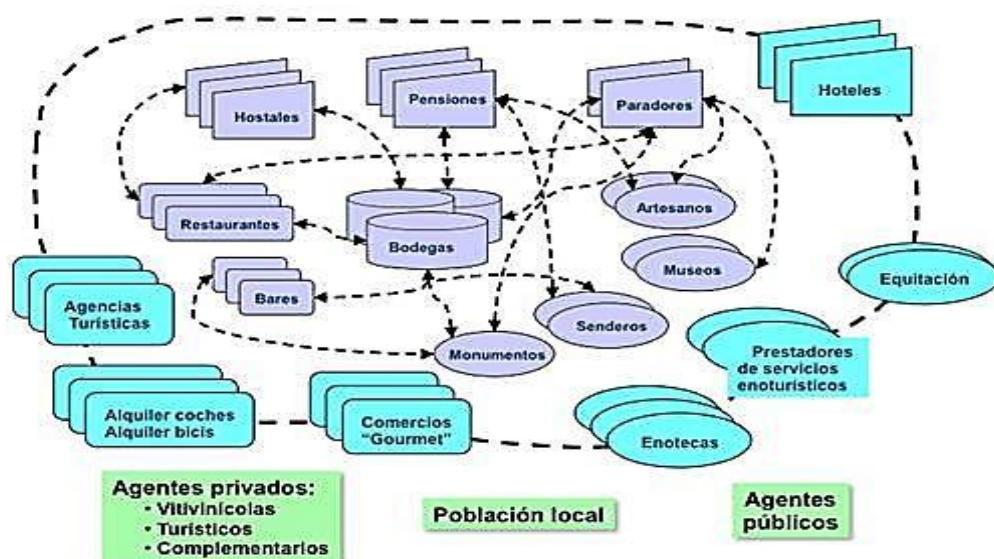 Hostales
Pensiones
Paradores
Hoteles
Restaurantes
Bodegas
Artesanos
Museos
Equitación
Bares
Senderos
Agencias
Turísticas
Monumentos
Prestadores
de servicios
enoturísticos
Alquiler coches
Alquiler bicis
Comercios
"Gourmet"
Enotecas
Agentes privados:
• Vitivinícolas
• Turísticos
• Complementarios
Población local
Agentes
públicos